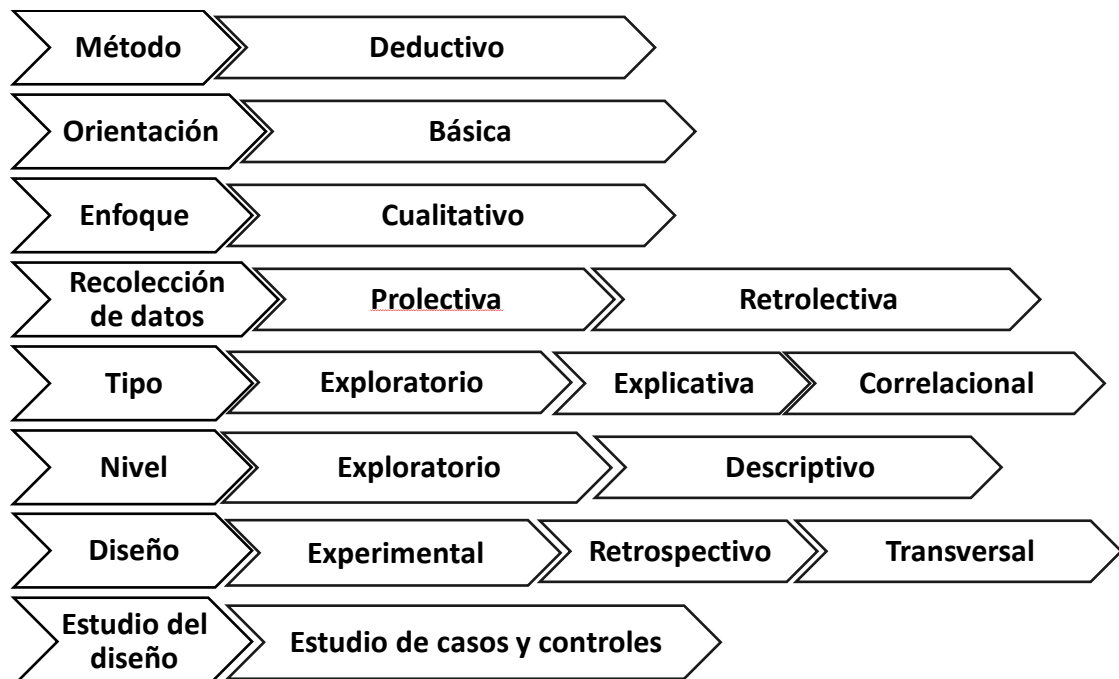 Método Deductivo
Orientación Básica
Enfoque Cualitativo
Recolección
de datos Prolectiva Retrolectiva
Tipo Exploratorio Explicativa Correlacional
Nivel Exploratorio Descriptivo
Diseño Experimental Retrospectivo Transversal
Estudio del
diseño Estudio de casos y controles